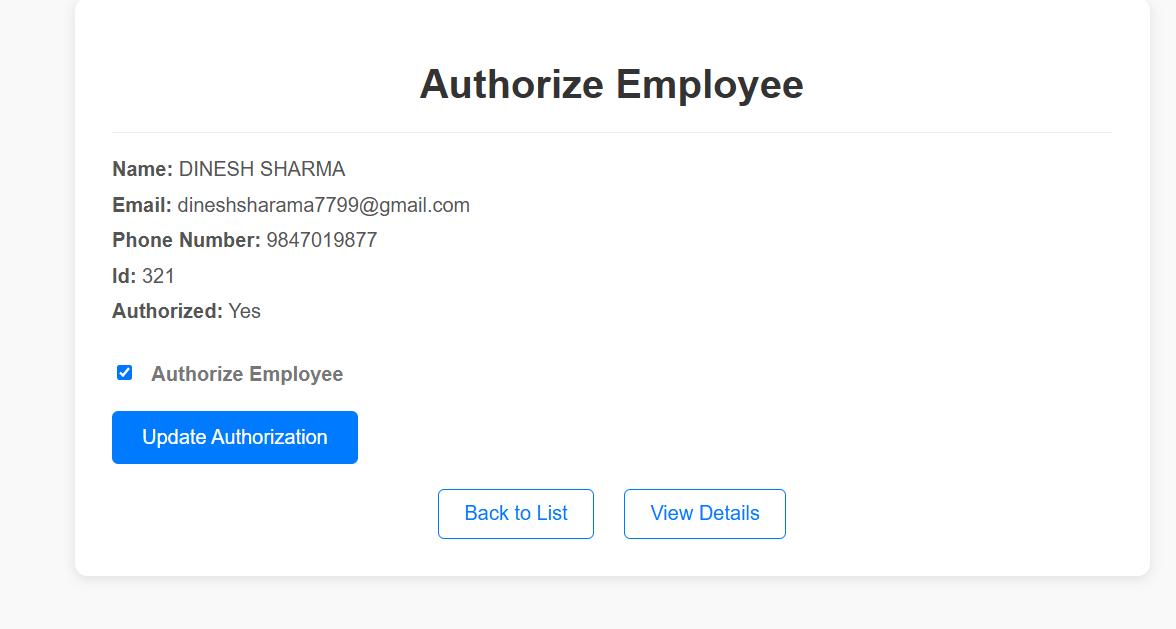 Authorize Employee
Name: DINESH SHARMA
Email: dineshsharama7799@gmail.com
Phone Number: 9847019877
Id: 321
Authorized: Yes
Authorize Employee
Update Authorization
Back to List
View Details